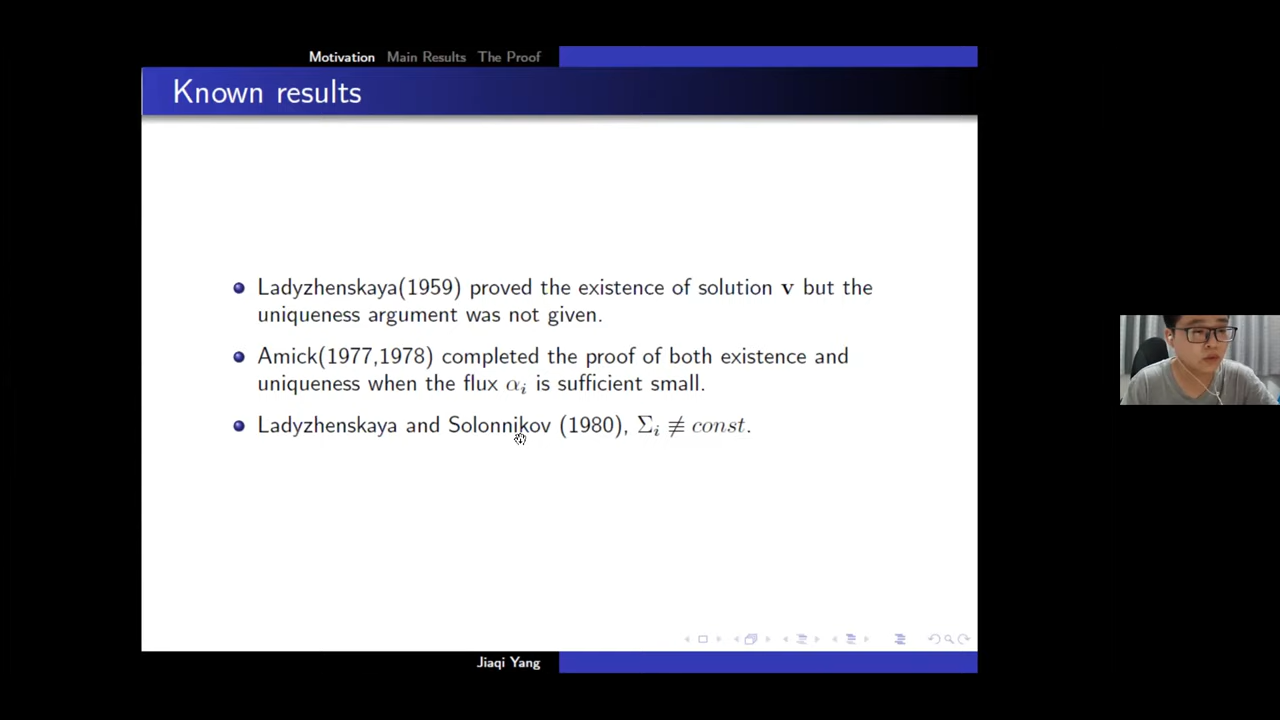 Motivation Main Results The Proof
Known results
Ladyzhenskaya(1959) proved the existence of solution v but the
uniqueness argument was not given.
Amick(1977,1978) completed the proof of both existence and
uniqueness when the flux αᵢ is sufficient small.
Ladyzhenskaya and Solonnikov (1980), Σᵢ ≢ const.
Jiaqi Yang